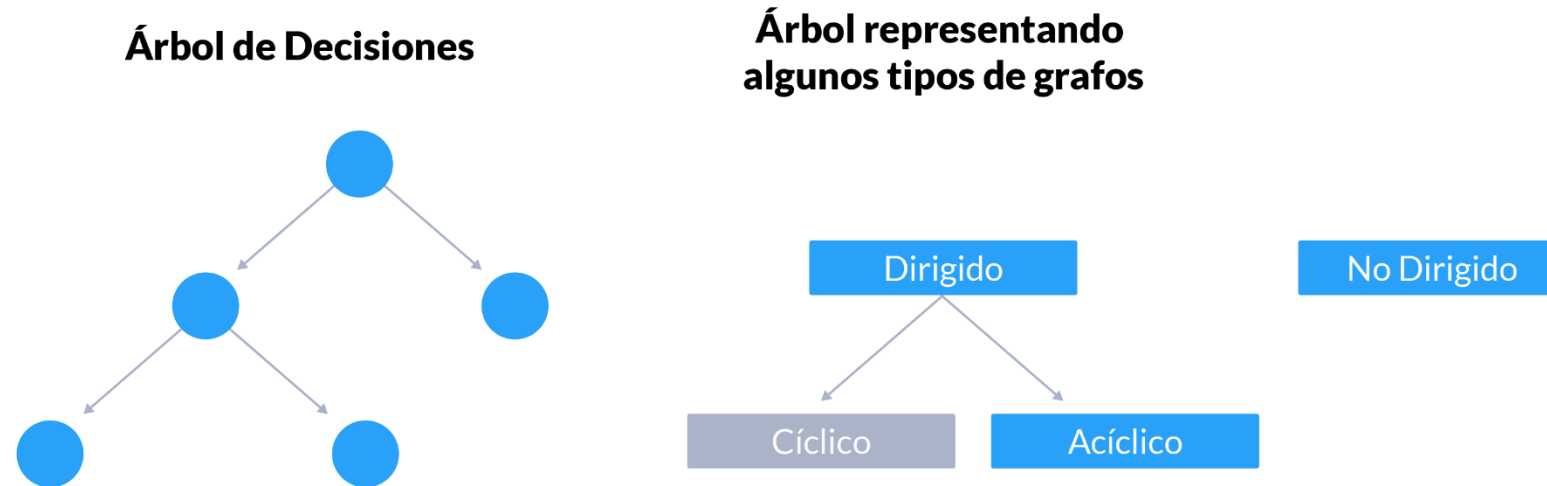 Árbol de Decisiones
Árbol representando
algunos tipos de grafos
Dirigido
No Dirigido
Cíclico
Acíclico